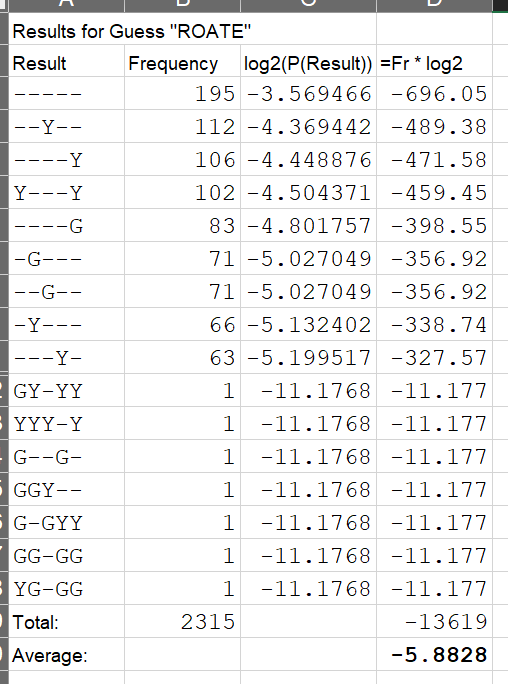 Results for Guess "ROATE"
Result Frequency log2(P(Result)) =Fr * log2
----- 195 -3.569466 -696.05
--Y-- 112 -4.369442 -489.38
----Y 106 -4.448876 -471.58
Y---Y 102 -4.504371 -459.45
----G 83 -4.801757 -398.55
-G--- 71 -5.027049 -356.92
--G-- 71 -5.027049 -356.92
-Y--- 66 -5.132402 -338.74
---Y- 63 -5.199517 -327.57
GY-YY 1 -11.1768 -11.177
YYY-Y 1 -11.1768 -11.177
G--G- 1 -11.1768 -11.177
GGY-- 1 -11.1768 -11.177
G-GYY 1 -11.1768 -11.177
GG-GG 1 -11.1768 -11.177
YG-GG 1 -11.1768 -11.177
Total: 2315 -13619
Average: -5.8828